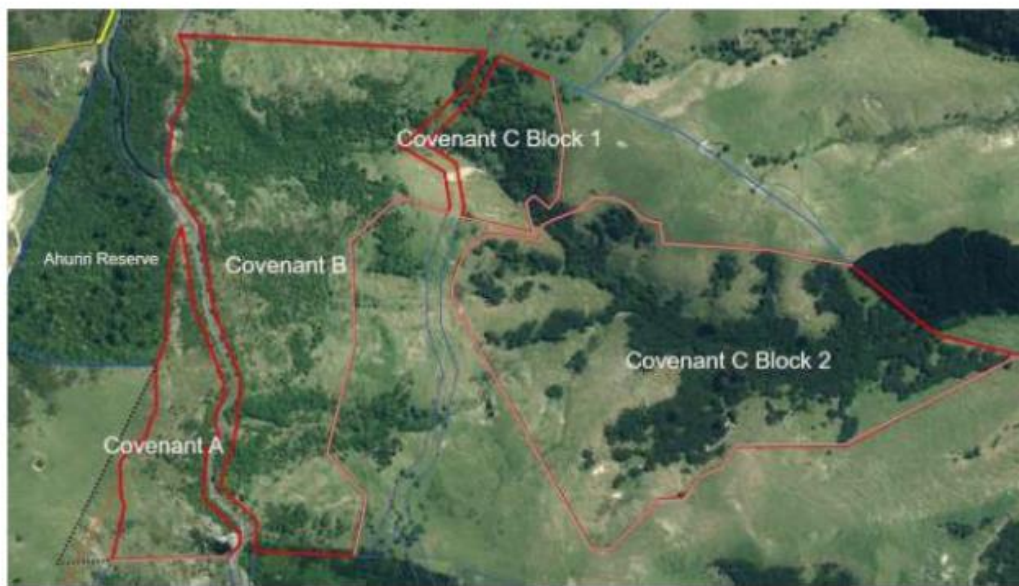 Covenant C Block 1
Ahuriri Reserve
Covenant B
Covenant C Block 2
Covenant A